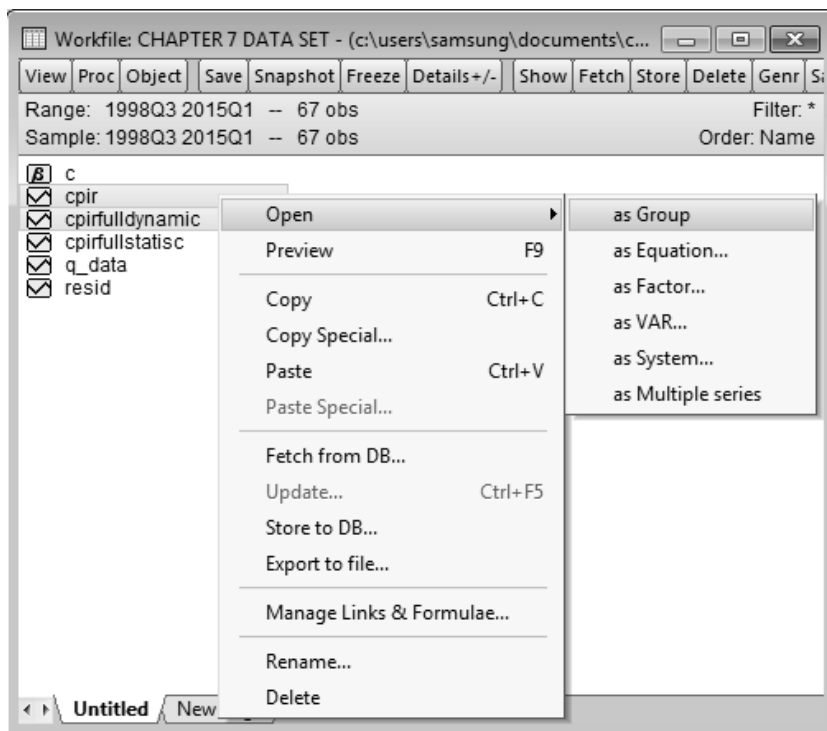 Workfile: CHAPTER 7 DATA SET - (c:\users\samsung\documents\c...
View Proc Object Save Snapshot Freeze Details+/- Show Fetch Store Delete Genr
Range: 1998Q3 2015Q1 -- 67 obs Filter: *
Sample: 1998Q3 2015Q1 -- 67 obs Order: Name
c
cpir
cpirfulldynamic
cpirfullstatisc
q_data
resid
Open
Preview F9
Copy Ctrl+C
Copy Special...
Paste Ctrl+V
Paste Special...
Fetch from DB...
Update... Ctrl+F5
Store to DB...
Export to file...
Manage Links & Formulae...
Rename...
Delete
as Group
as Equation...
as Factor...
as VAR...
as System...
as Multiple series
Untitled New